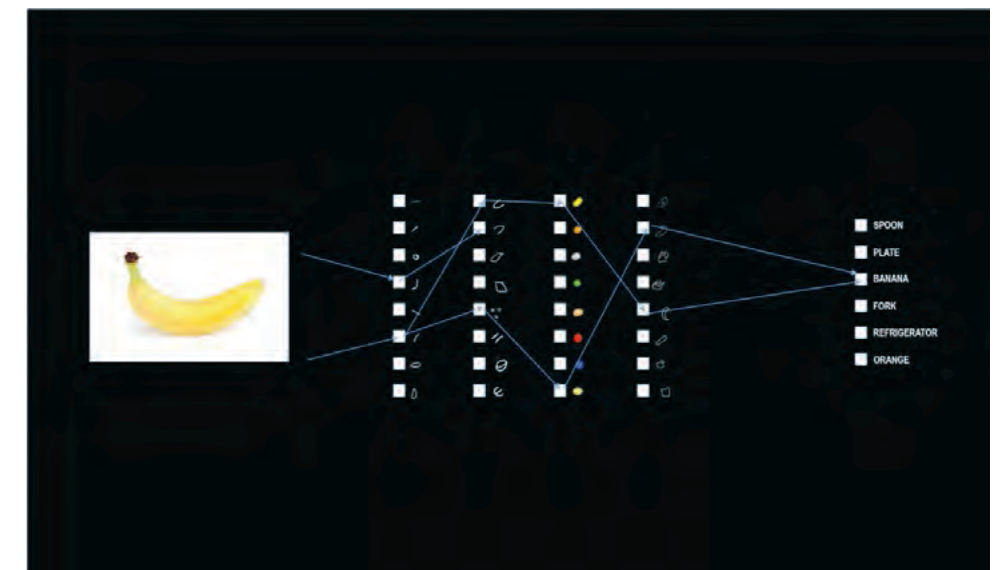 SPOON
PLATE
BANANA
FORK
REFRIGERATOR
ORANGE